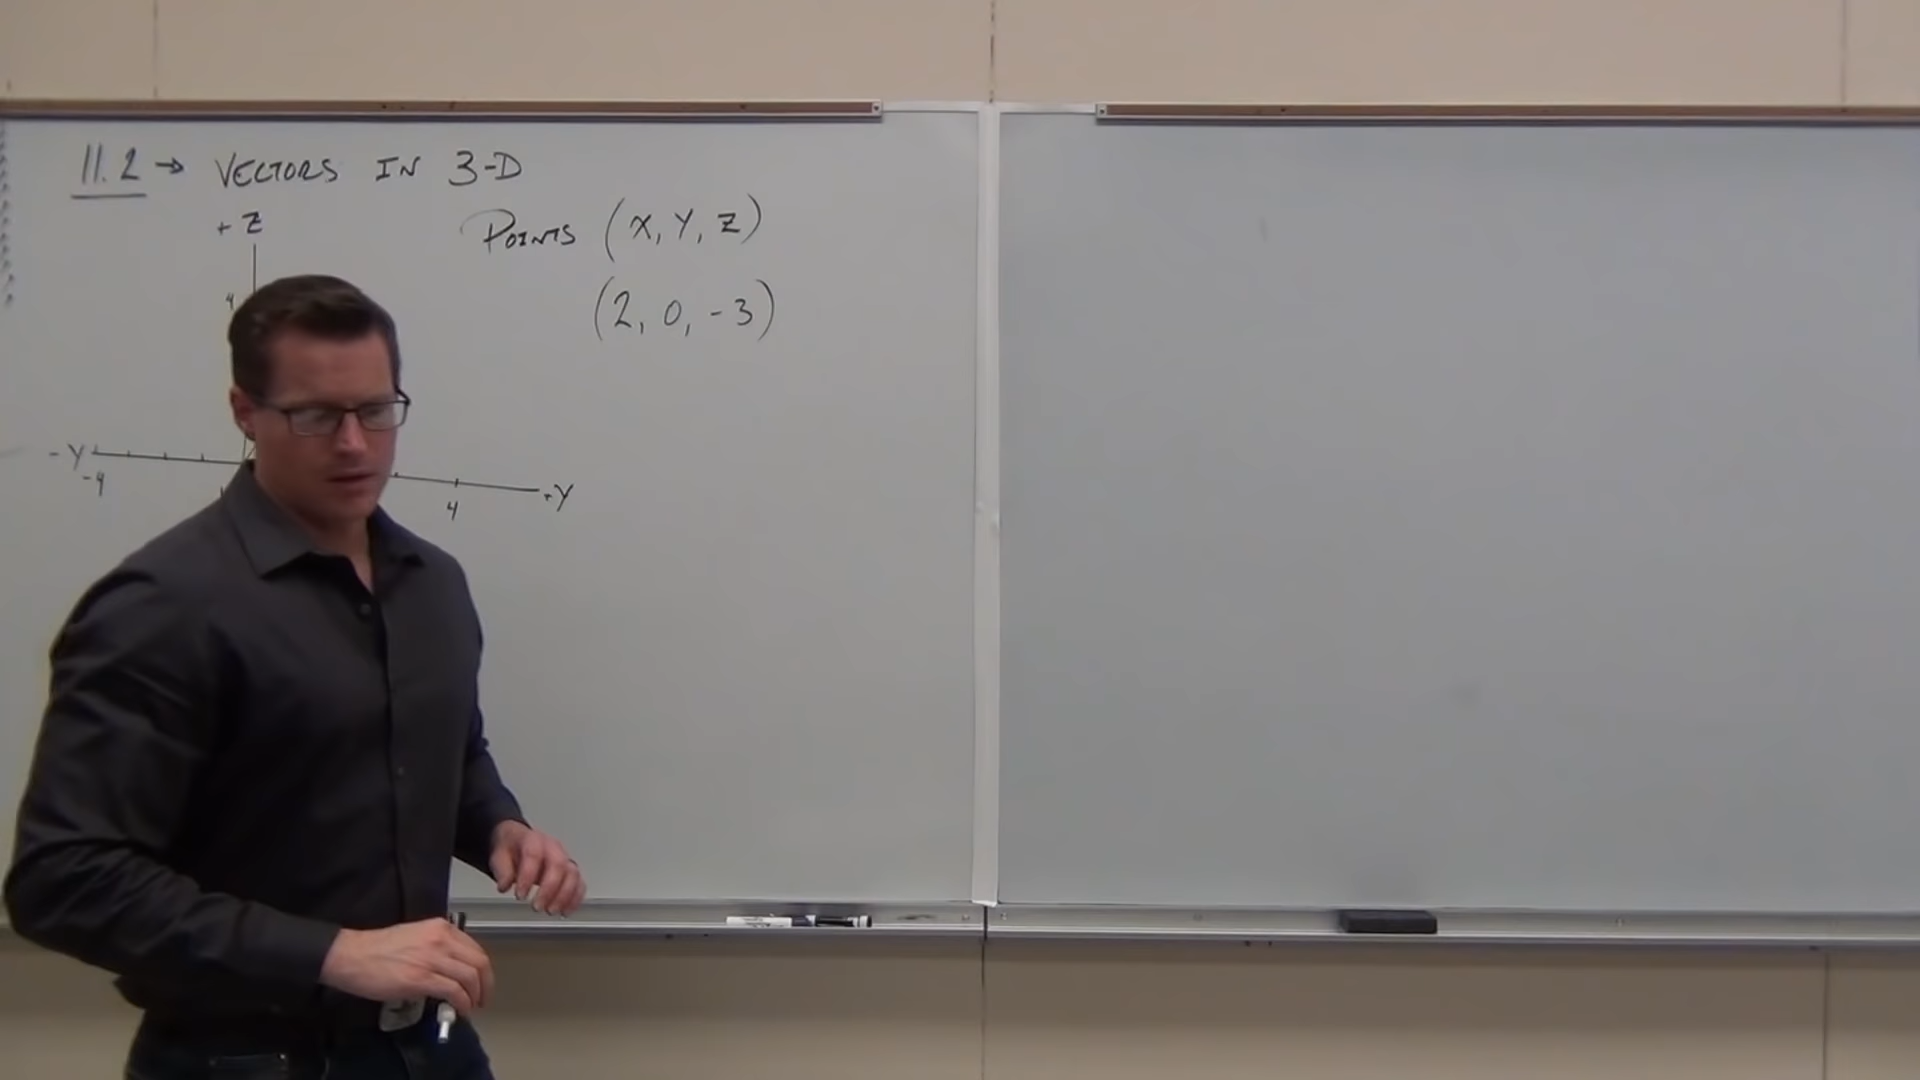 11.2 → VECTORS IN 3-D
+ Z
POINTS (X, Y, Z)
4
(2, 0, -3)
- Y
-4
+ Y
4